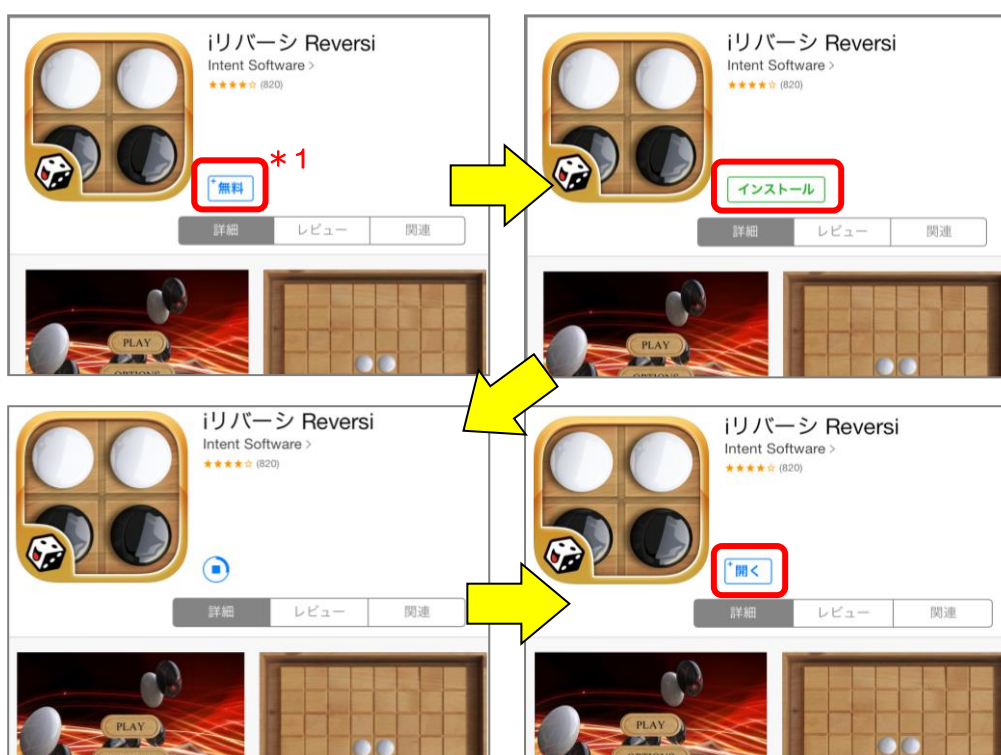 iリバーシ Reversi
Intent Software >
★★★★☆ (820)
＊1
+無料
詳細 レビュー 関連
PLAY
OPTIONS
iリバーシ Reversi
Intent Software >
★★★★☆ (820)
インストール
詳細 レビュー 関連
PLAY
OPTIONS
iリバーシ Reversi
Intent Software >
★★★★☆ (820)
詳細 レビュー 関連
PLAY
iリバーシ Reversi
Intent Software >
★★★★☆ (820)
+開く
詳細 レビュー 関連
PLAY
OPTIONS